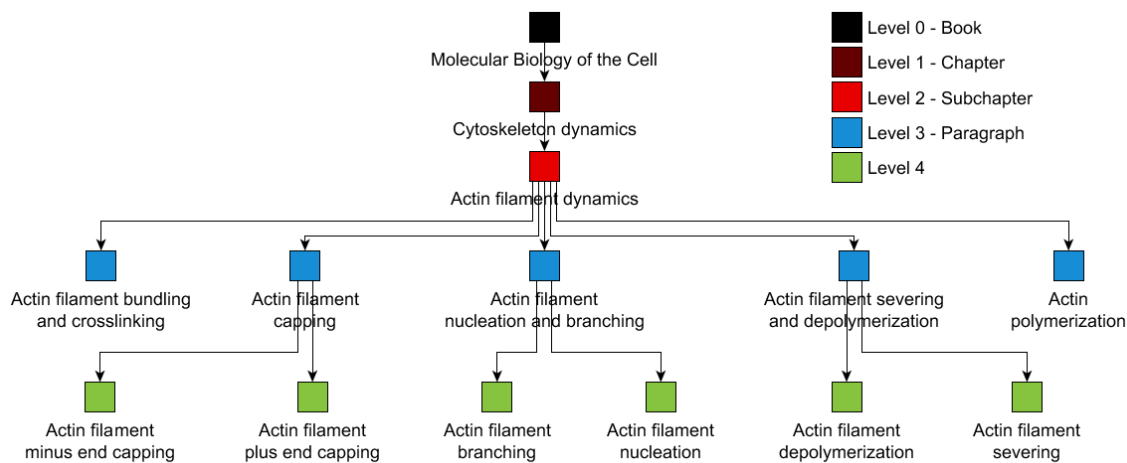 Level 0 - Book
Molecular Biology of the Cell
Level 1 - Chapter
Level 2 - Subchapter
Cytoskeleton dynamics
Level 3 - Paragraph
Level 4
Actin filament dynamics
Actin filament bundling
and crosslinking
Actin filament
capping
Actin filament
nucleation and branching
Actin filament severing
and depolymerization
Actin
polymerization
Actin filament
minus end capping
Actin filament
plus end capping
Actin filament
branching
Actin filament
nucleation
Actin filament
depolymerization
Actin filament
severing